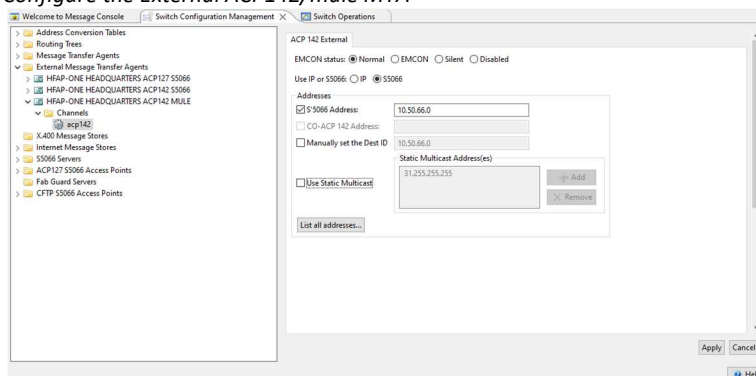 Configure the External ACP142/mule MTA
Welcome to Message Console
Switch Configuration Management
Switch Operations
Address Conversion Tables
Routing Trees
Message Transfer Agents
External Message Transfer Agents
HFAP-ONE HEADQUARTERS ACP127 S5066
HFAP-ONE HEADQUARTERS ACP142 S5066
HFAP-ONE HEADQUARTERS ACP142 MULE
Channels
acp142
X.400 Message Stores
Internet Message Stores
S5066 Servers
ACP127 S5066 Access Points
Fab Guard Servers
CFTP S5066 Access Points
ACP 142 External
EMCON status: Normal EMCON Silent Disabled
Use IP or S5066: IP S5066
Addresses
S'5066 Address: 10.50.66.0
CO-ACP 142 Address:
Manually set the Dest ID 10.50.66.0
Static Multicast Address(es)
Use Static Multicast
31.255.255.255
Add
Remove
List all addresses...
Apply Cancel